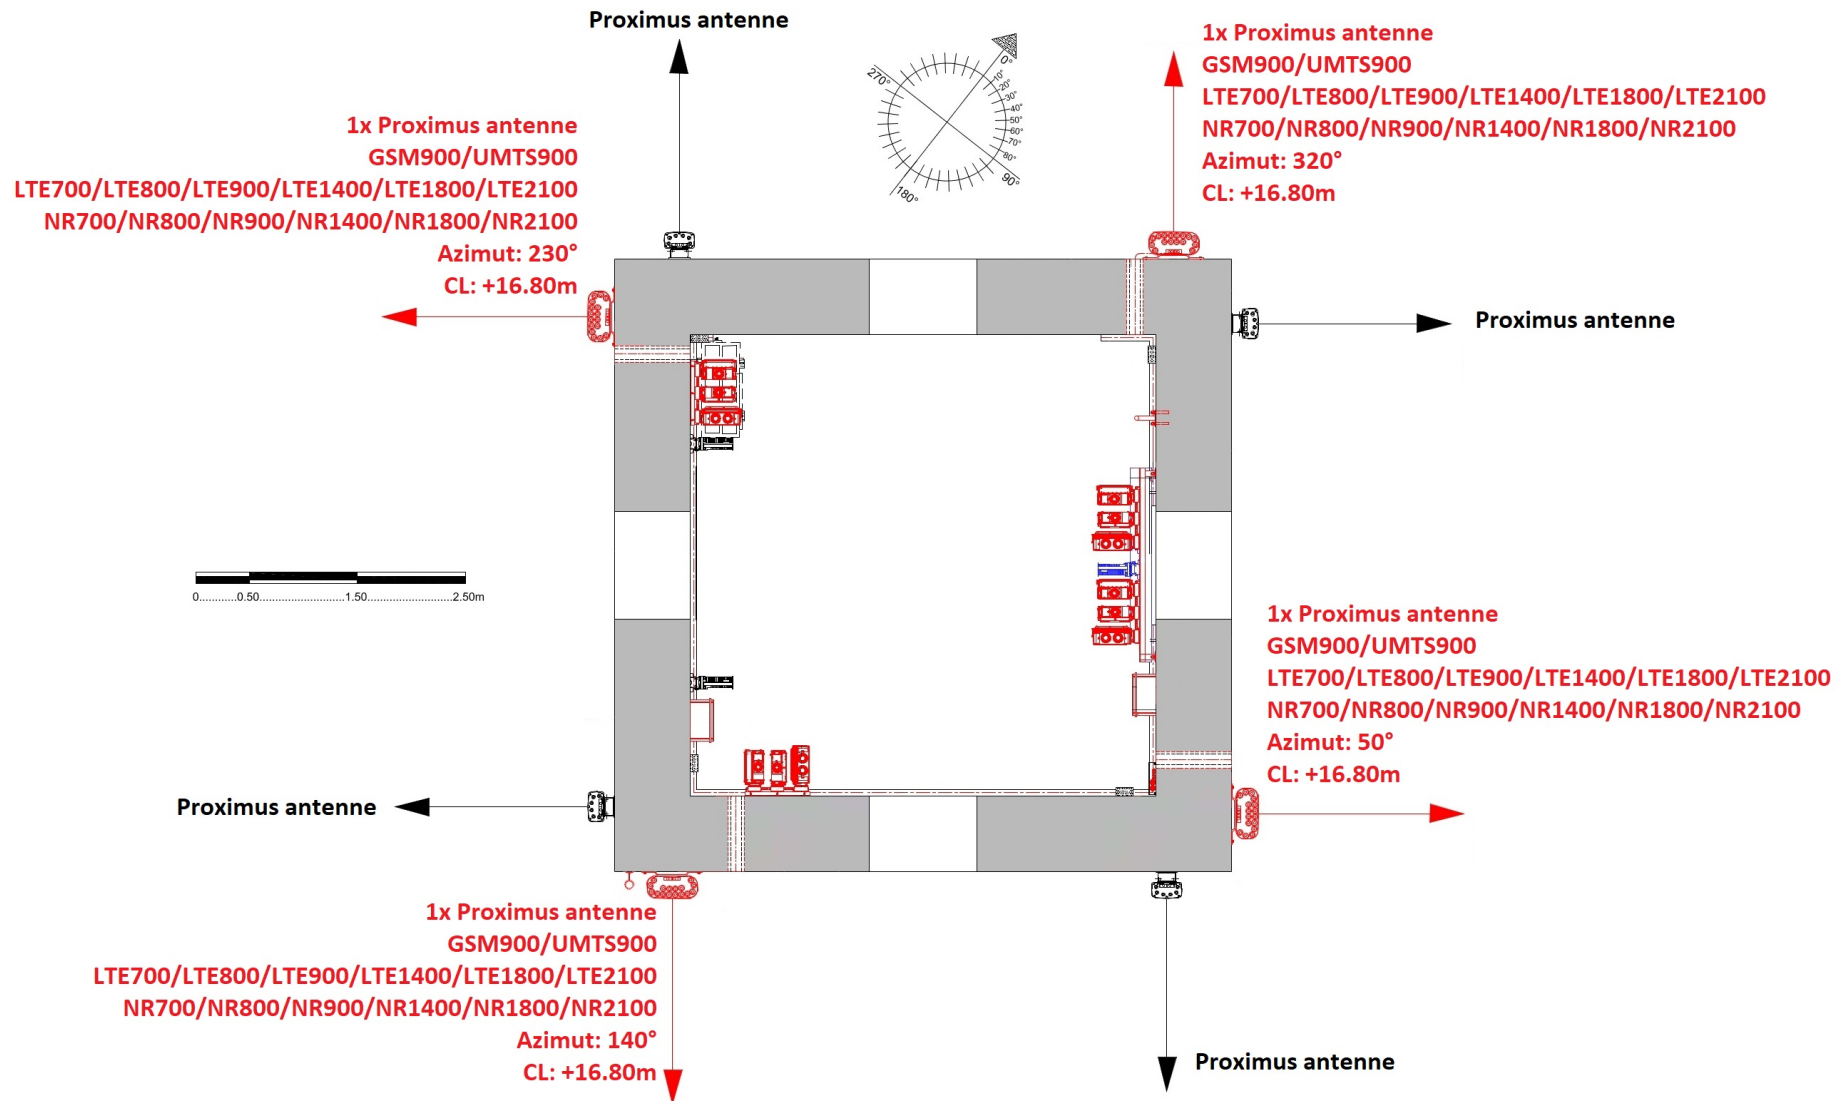 Proximus antenne
1x Proximus antenne
GSM900/UMTS900
LTE700/LTE800/LTE900/LTE1400/LTE1800/LTE2100
NR700/NR800/NR900/NR1400/NR1800/NR2100
Azimut: 320°
CL: +16.80m
0°
10°
20°
30°
40°
50°
60°
70°
80°
90°
180°
270°
1x Proximus antenne
GSM900/UMTS900
LTE700/LTE800/LTE900/LTE1400/LTE1800/LTE2100
NR700/NR800/NR900/NR1400/NR1800/NR2100
Azimut: 230°
CL: +16.80m
Proximus antenne
0............0.50..........................1.50.........................2.50m
1x Proximus antenne
GSM900/UMTS900
LTE700/LTE800/LTE900/LTE1400/LTE1800/LTE2100
NR700/NR800/NR900/NR1400/NR1800/NR2100
Azimut: 50°
CL: +16.80m
Proximus antenne
1x Proximus antenne
GSM900/UMTS900
LTE700/LTE800/LTE900/LTE1400/LTE1800/LTE2100
NR700/NR800/NR900/NR1400/NR1800/NR2100
Azimut: 140°
CL: +16.80m
Proximus antenne